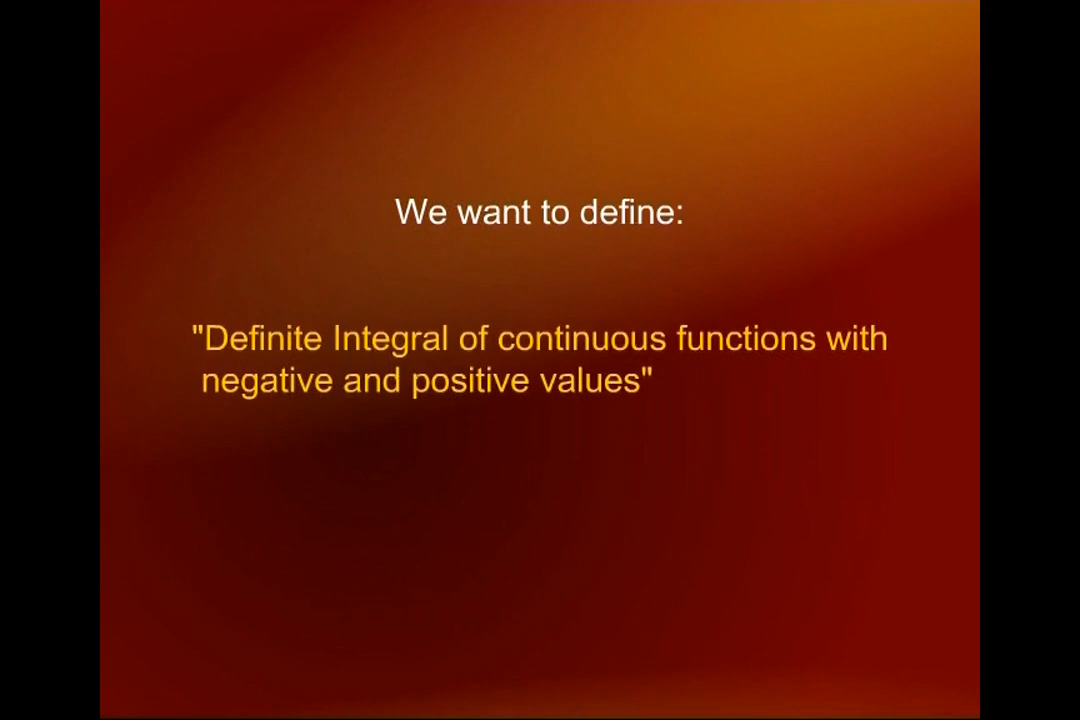 We want to define:
"Definite Integral of continuous functions with
negative and positive values"